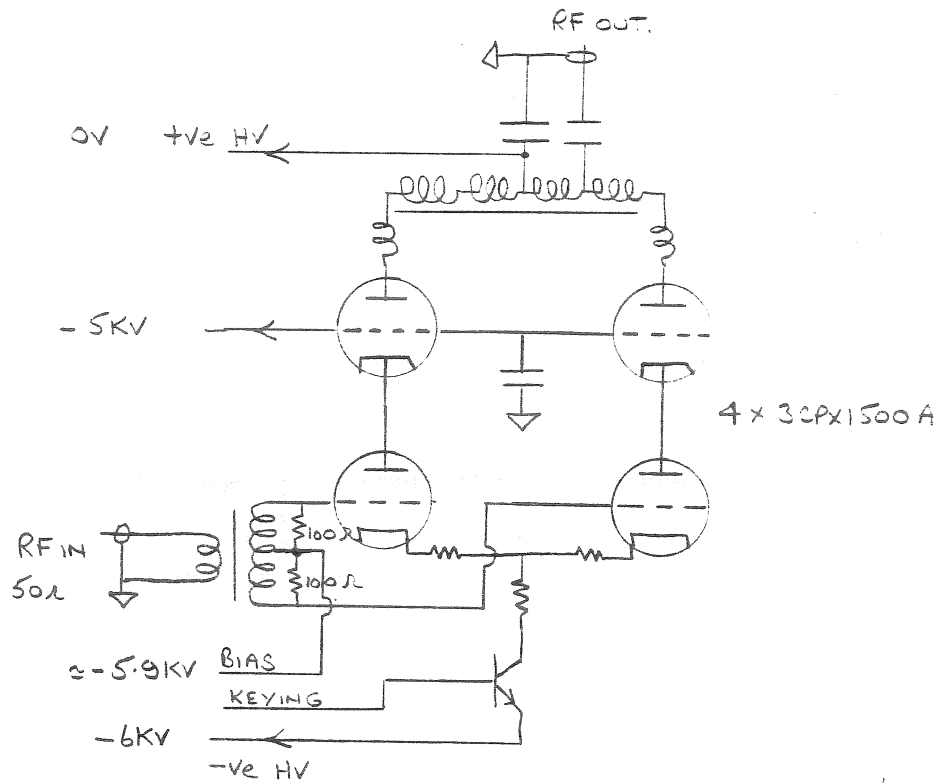 RF OUT.
0V +Ve HV
- 5KV
4 x 3CPX1500A
RF IN
50Ω
100Ω
100Ω
≃ -5.9KV BIAS
KEYING
-6KV
-Ve HV